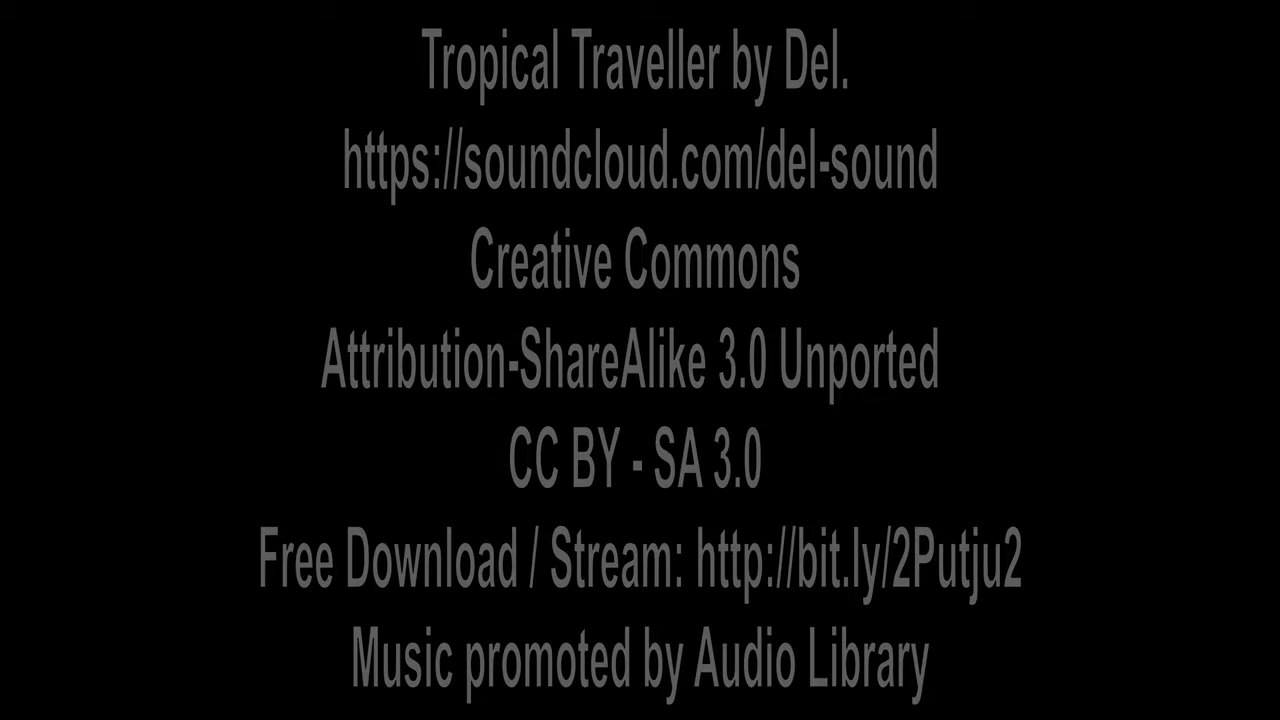 Tropical Traveller by Del.
https://soundcloud.com/del-sound
Creative Commons
Attribution-ShareAlike 3.0 Unported
CC BY - SA 3.0
Free Download / Stream: http://bit.ly/2Putju2
Music promoted by Audio Library